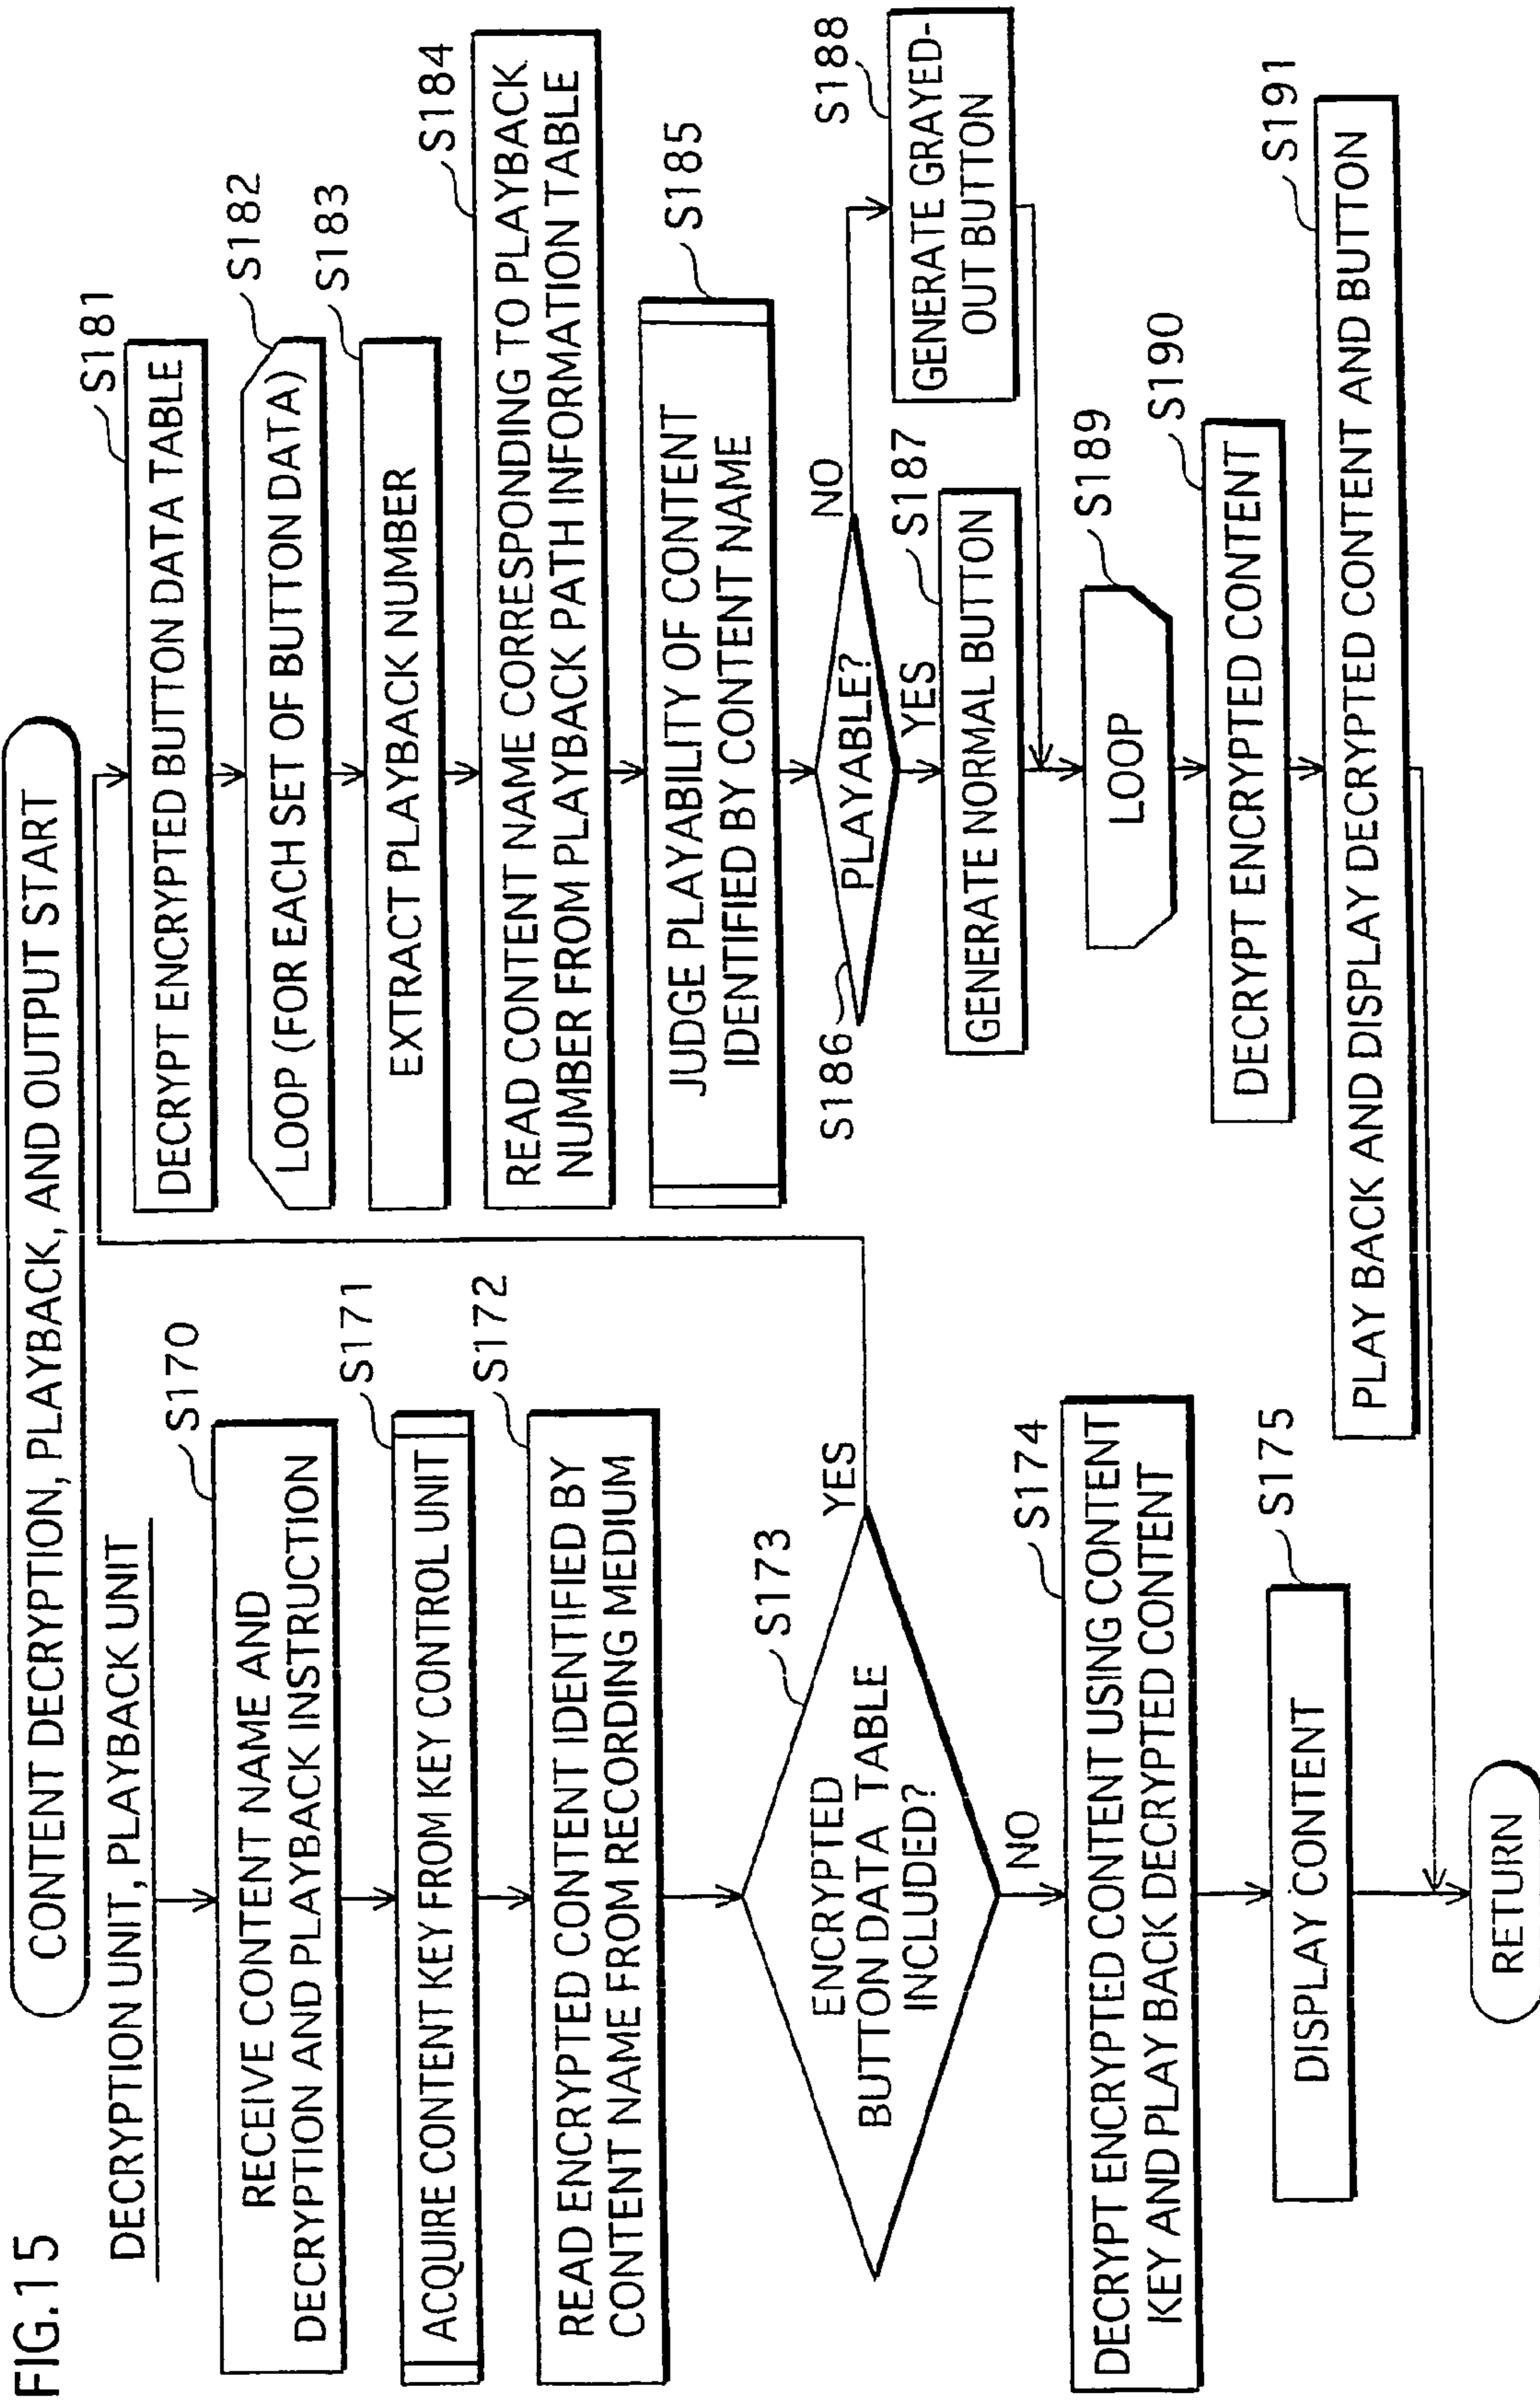 FIG.15
CONTENT DECRYPTION, PLAYBACK, AND OUTPUT START
DECRYPTION UNIT, PLAYBACK UNIT
S170
RECEIVE CONTENT NAME AND
DECRYPTION AND PLAYBACK INSTRUCTION
S171
ACQUIRE CONTENT KEY FROM KEY CONTROL UNIT
S172
READ ENCRYPTED CONTENT IDENTIFIED BY
CONTENT NAME FROM RECORDING MEDIUM
S173
ENCRYPTED
BUTTON DATA TABLE
INCLUDED?
YES
NO
S174
DECRYPT ENCRYPTED CONTENT USING CONTENT
KEY AND PLAY BACK DECRYPTED CONTENT
S175
DISPLAY CONTENT
RETURN
S181
DECRYPT ENCRYPTED BUTTON DATA TABLE
S182
LOOP (FOR EACH SET OF BUTTON DATA)
S183
EXTRACT PLAYBACK NUMBER
S184
READ CONTENT NAME CORRESPONDING TO PLAYBACK
NUMBER FROM PLAYBACK PATH INFORMATION TABLE
S185
JUDGE PLAYABILITY OF CONTENT
IDENTIFIED BY CONTENT NAME
S186
PLAYABLE?
NO
YES
S187
GENERATE NORMAL BUTTON
S188
GENERATE GRAYED-
OUT BUTTON
S189
LOOP
S190
DECRYPT ENCRYPTED CONTENT
S191
PLAY BACK AND DISPLAY DECRYPTED CONTENT AND BUTTON